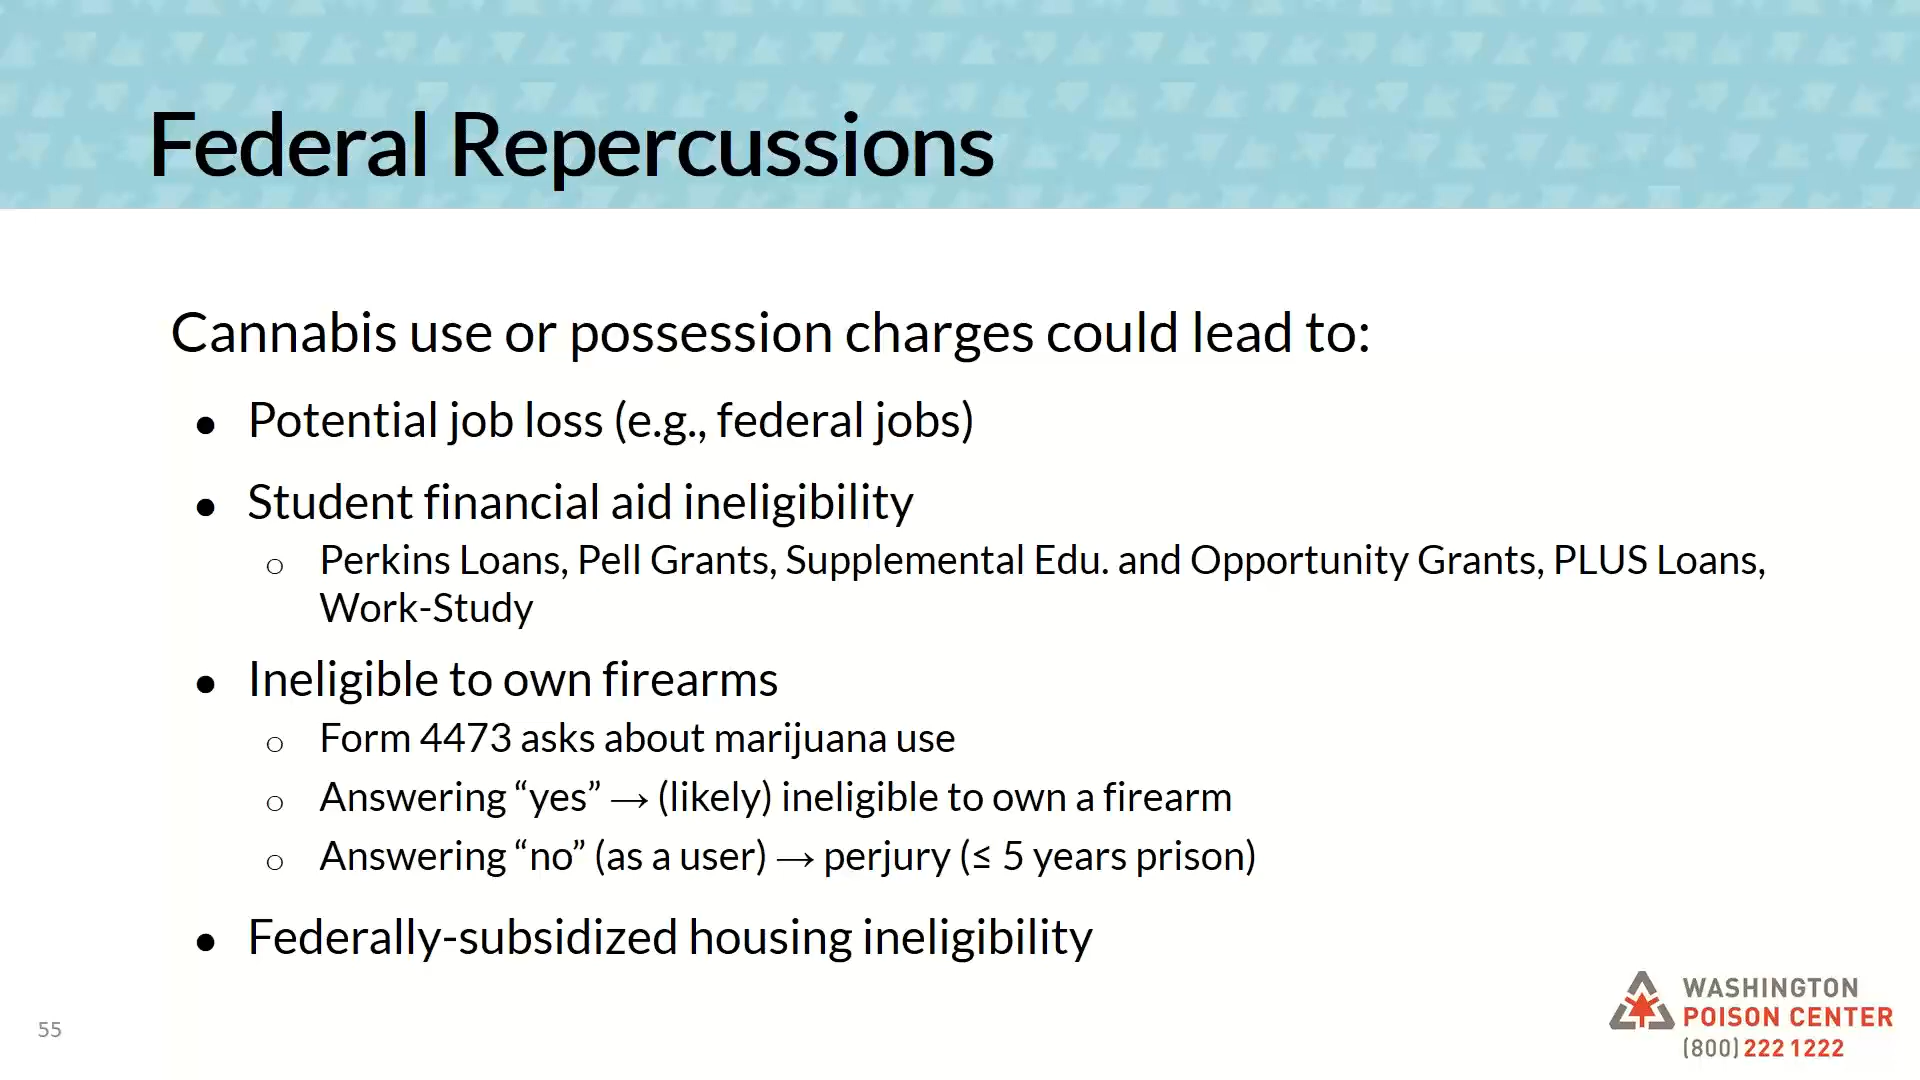 Federal Repercussions
Cannabis use or possession charges could lead to:
● Potential job loss (e.g., federal jobs)
● Student financial aid ineligibility
○ Perkins Loans, Pell Grants, Supplemental Edu. and Opportunity Grants, PLUS Loans,
Work-Study
● Ineligible to own firearms
○ Form 4473 asks about marijuana use
○ Answering “yes” → (likely) ineligible to own a firearm
○ Answering “no” (as a user) → perjury (≤ 5 years prison)
● Federally-subsidized housing ineligibility
55
WASHINGTON
POISON CENTER
(800) 222 1222